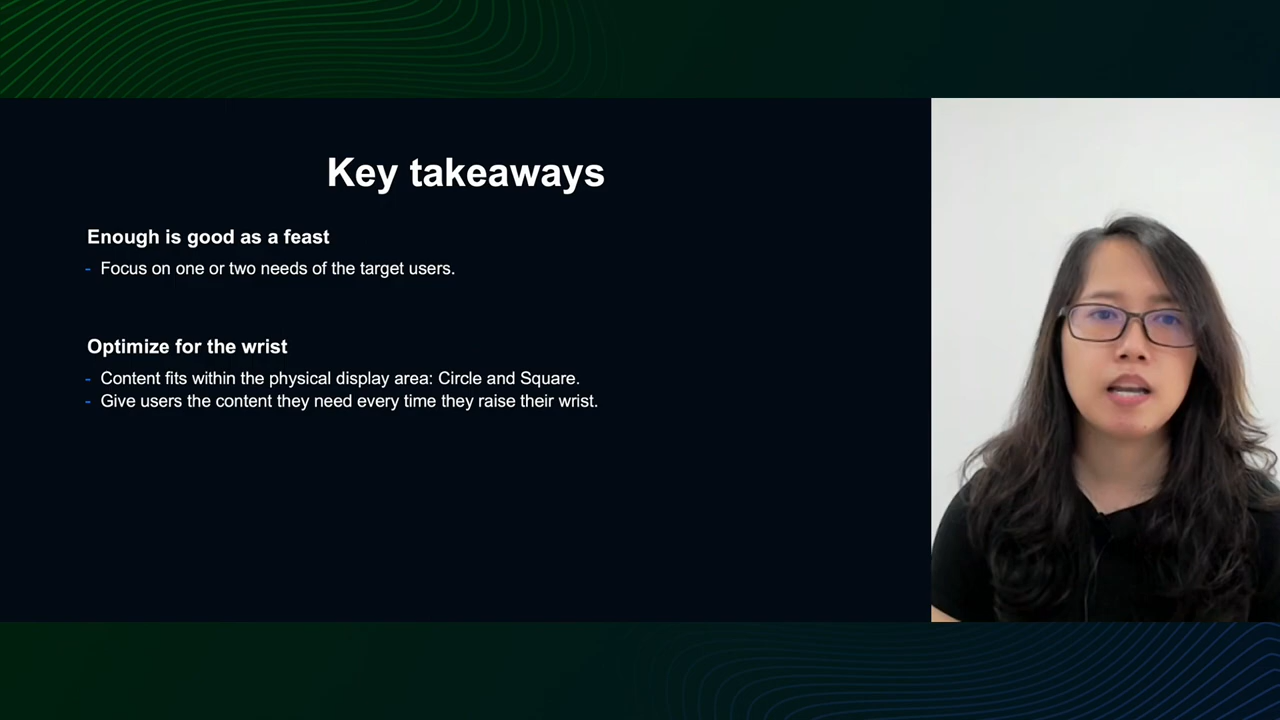 Key takeaways
Enough is good as a feast
- Focus on one or two needs of the target users.
Optimize for the wrist
- Content fits within the physical display area: Circle and Square.
- Give users the content they need every time they raise their wrist.